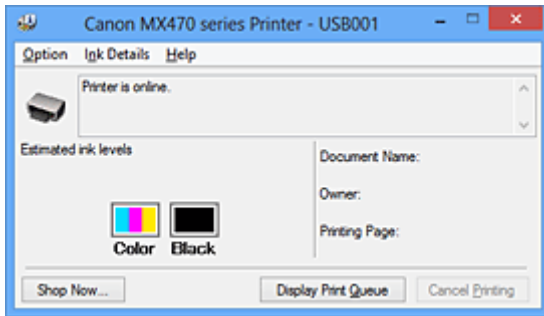 Canon MX470 series Printer - USB001
Option Ink Details Help
Printer is online.
Estimated ink levels
Document Name:
Owner:
Printing Page:
Color Black
Shop Now... Display Print Queue Cancel Printing